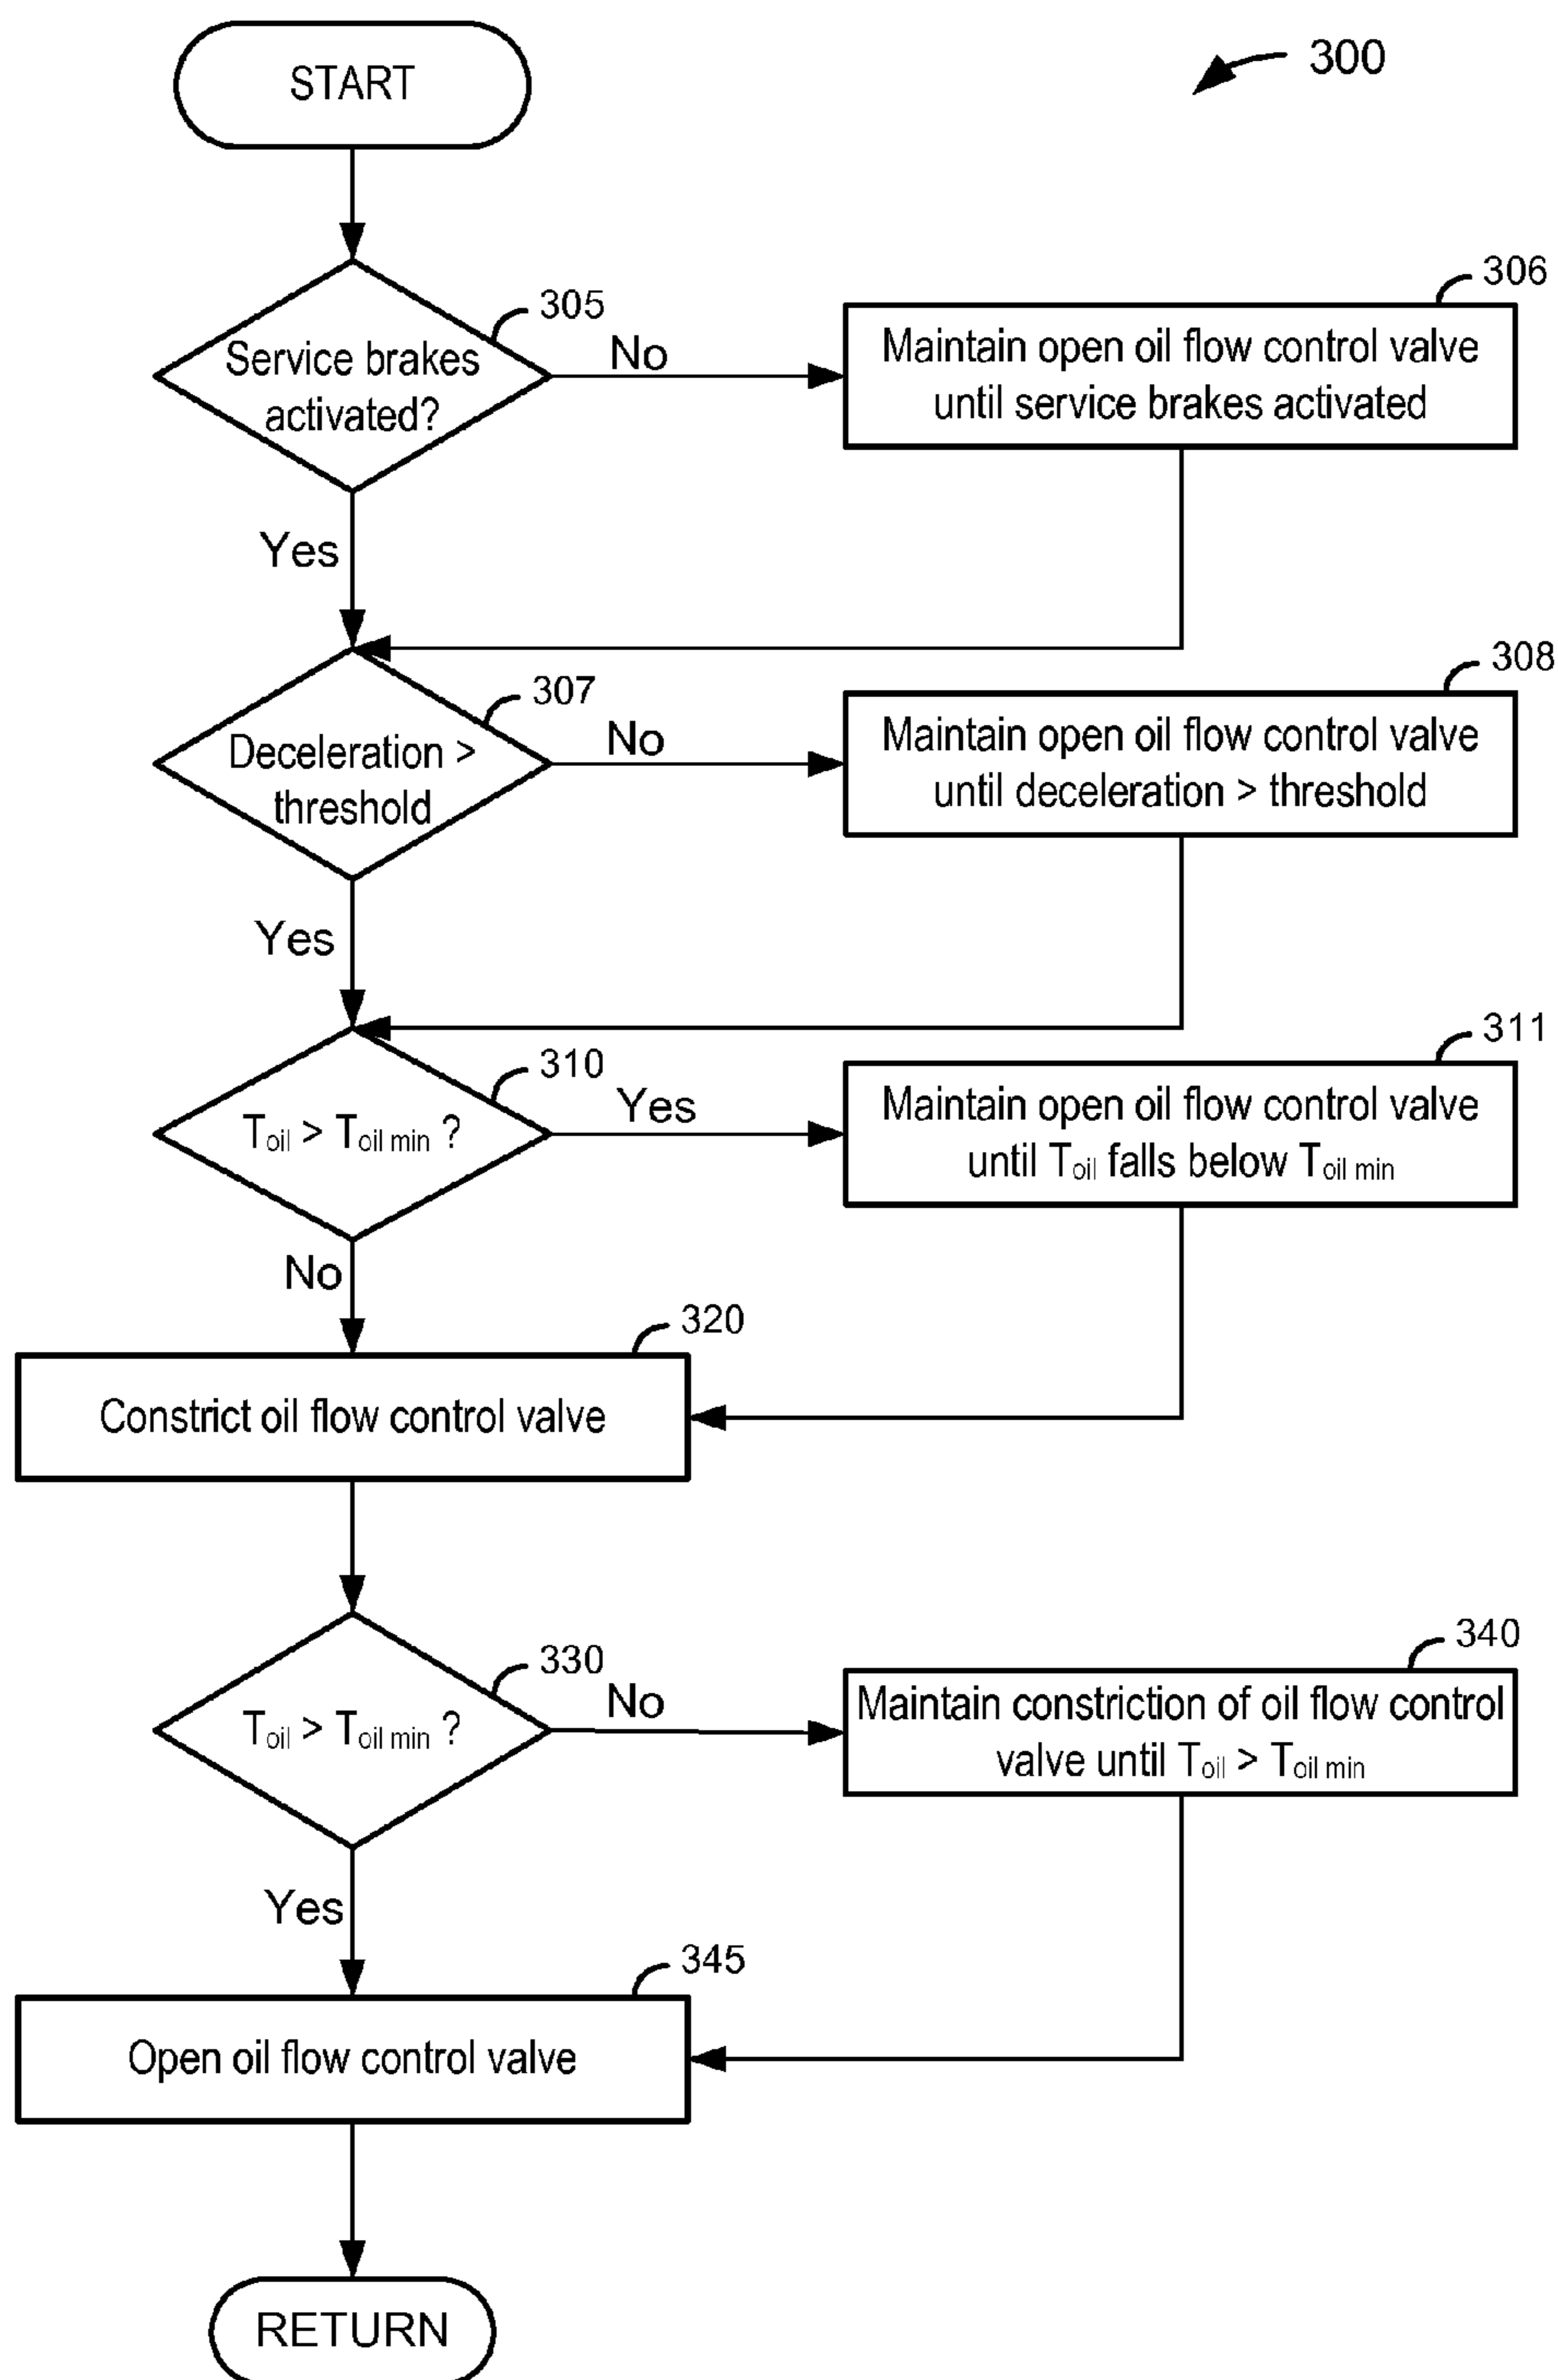 START
300
305
Service brakes
activated?
No
306
Maintain open oil flow control valve
until service brakes activated
Yes
307
Deceleration >
threshold
No
308
Maintain open oil flow control valve
until deceleration > threshold
Yes
310
Toil > Toil min ?
Yes
311
Maintain open oil flow control valve
until Toil falls below Toil min
No
320
Constrict oil flow control valve
330
Toil > Toil min ?
No
340
Maintain constriction of oil flow control
valve until Toil > Toil min
Yes
345
Open oil flow control valve
RETURN